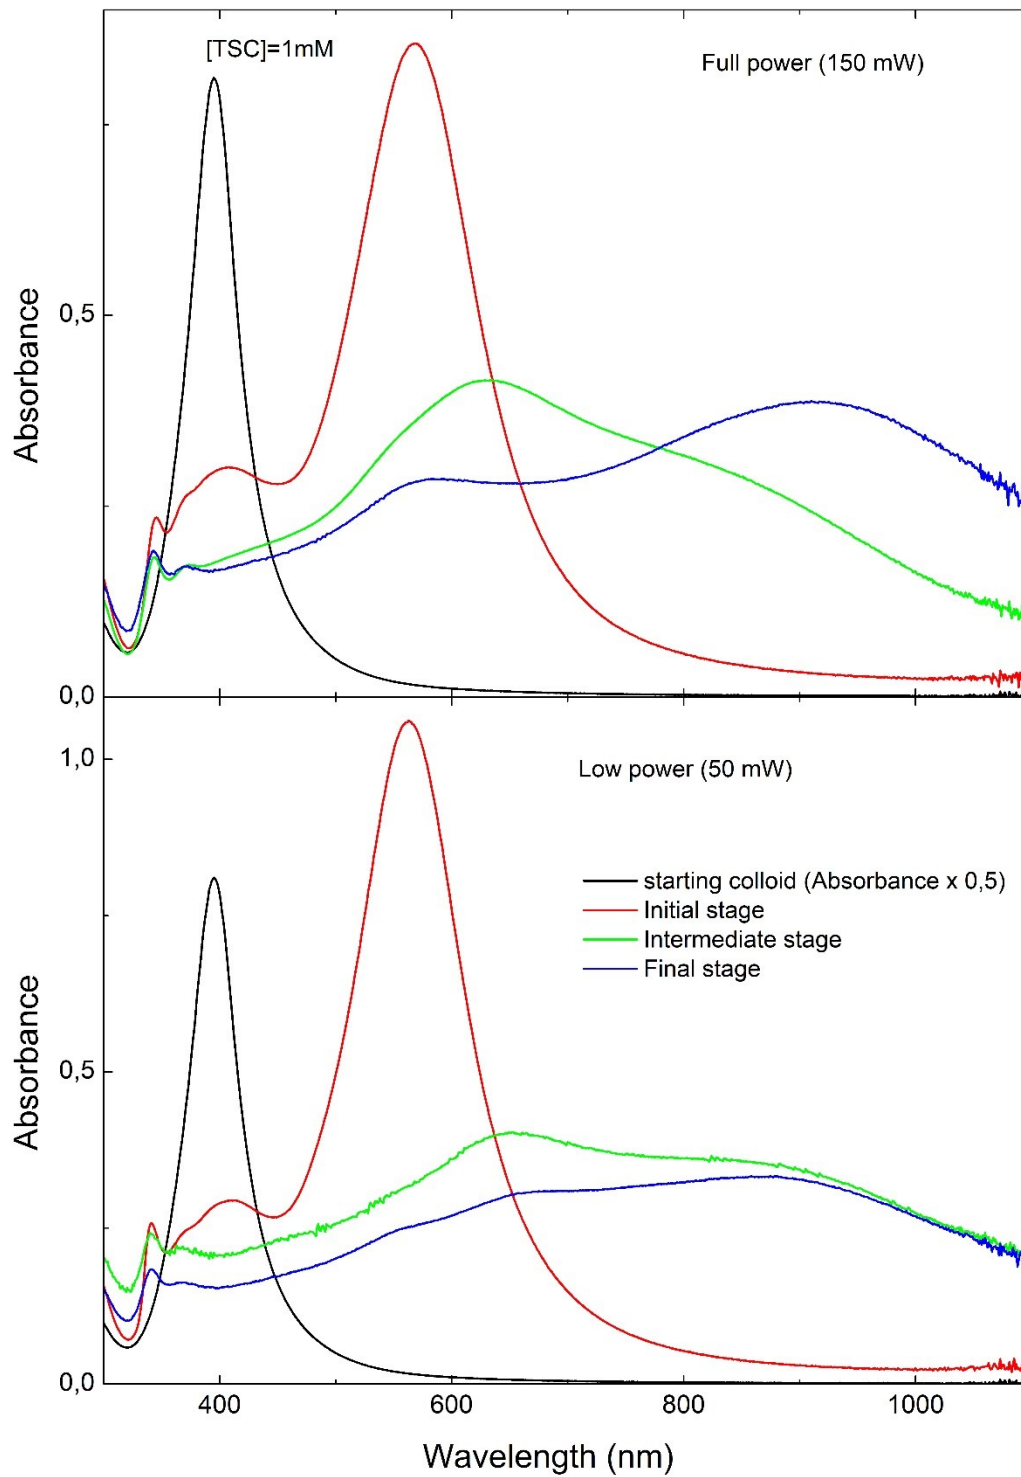 [TSC]=1mM
Full power (150 mW)
Absorbance
0,5
0,0
1,0
Low power (50 mW)
starting colloid (Absorbance x 0,5)
Initial stage
Intermediate stage
Final stage
Absorbance
0,5
0,0
400 600 800 1000
Wavelength (nm)